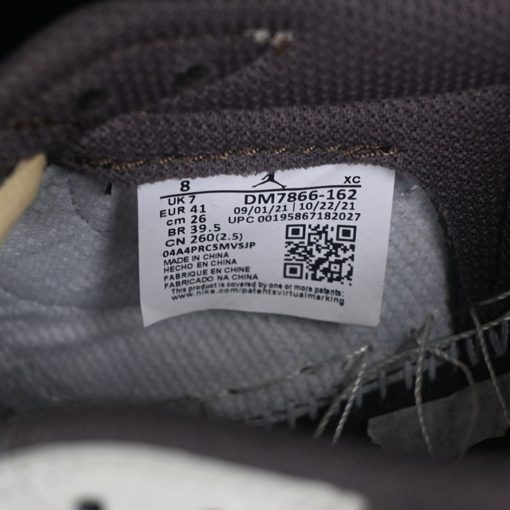 8 XC
UK 7 DM7866-162
EUR 41 09/01/21 | 10/22/21
cm 26 UPC 00195867182027
BR 39.5
CN 260(2.5)
04A4PRC5MV5JP
MADE IN CHINA
HECHO EN CHINA
FABRIQUE EN CHINE
FABRICADO NA CHINA
This product is covered by one or more patents:
www.nike.com/patentsvirtualmarking